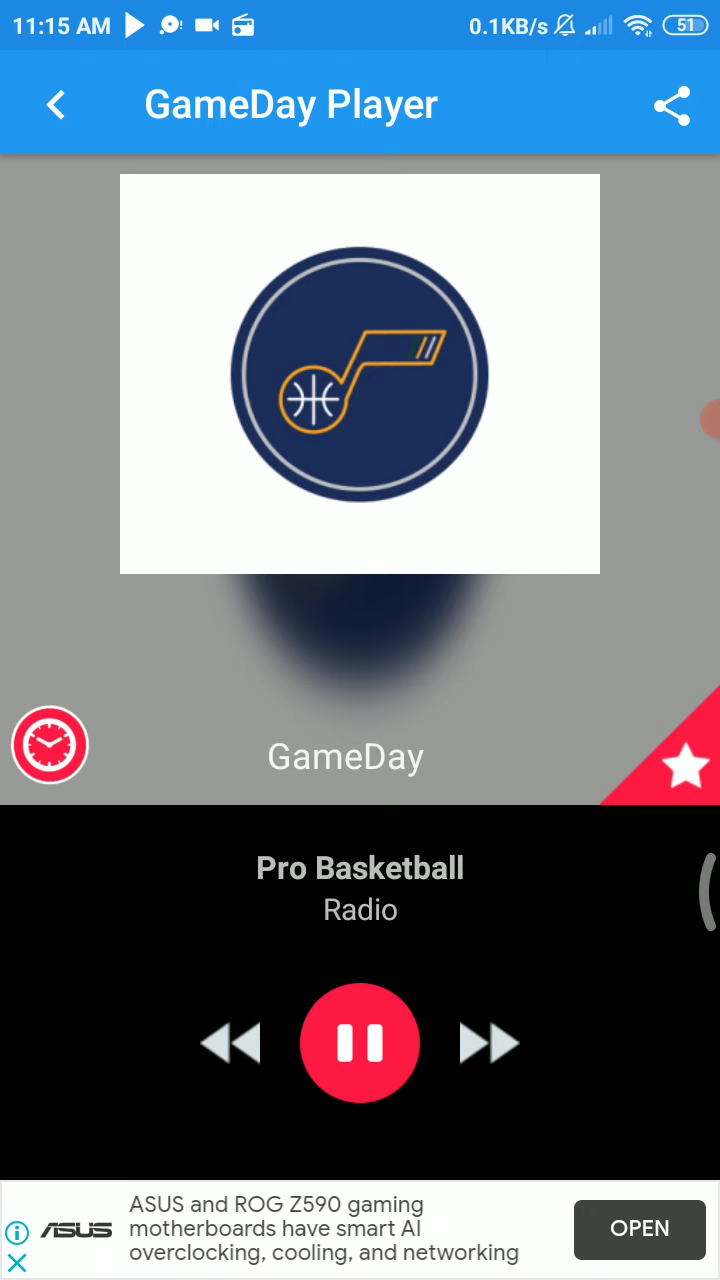 11:15 AM
0.1KB/s
51
GameDay Player
GameDay
Pro Basketball
Radio
ASUS
ASUS and ROG Z590 gaming
motherboards have smart AI
overclocking, cooling, and networking
OPEN